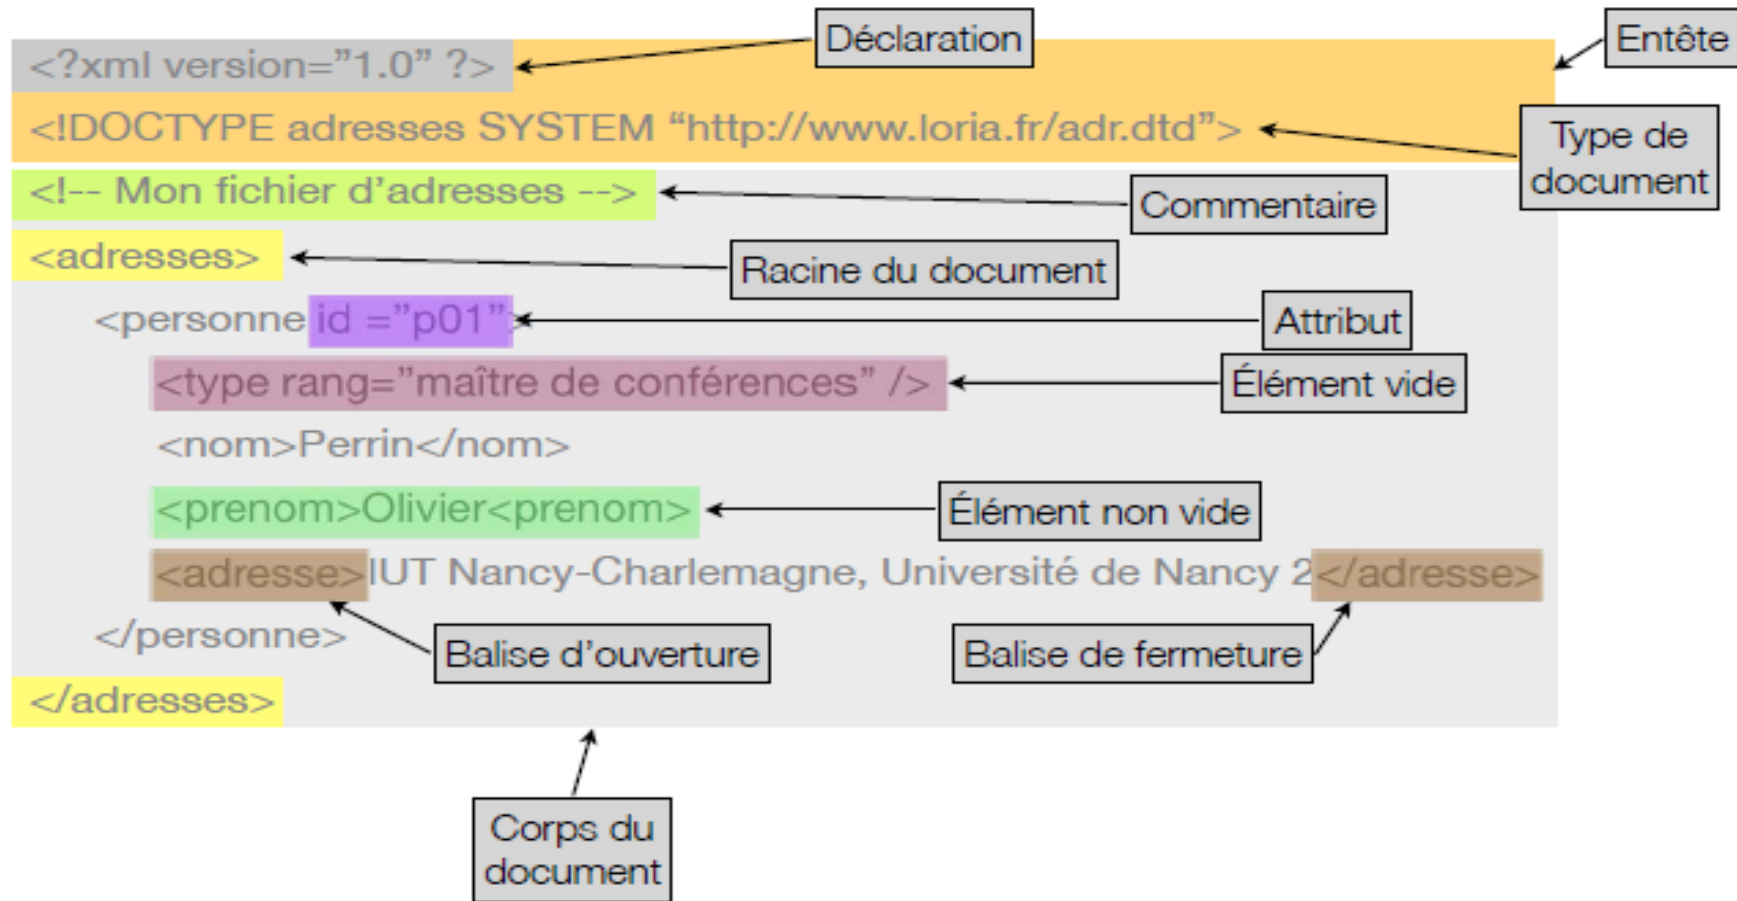 Déclaration
Entête
<?xml version=”1.0” ?>
<!DOCTYPE adresses SYSTEM “http://www.loria.fr/adr.dtd”>
Type de
document
<!-- Mon fichier d’adresses -->
Commentaire
<adresses>
Racine du document
<personne id =”p01”>
Attribut
<type rang=”maître de conférences” />
Élément vide
<nom>Perrin</nom>
<prenom>Olivier<prenom>
Élément non vide
<adresse>IUT Nancy-Charlemagne, Université de Nancy 2</adresse>
</personne>
Balise d’ouverture
Balise de fermeture
</adresses>
Corps du
document